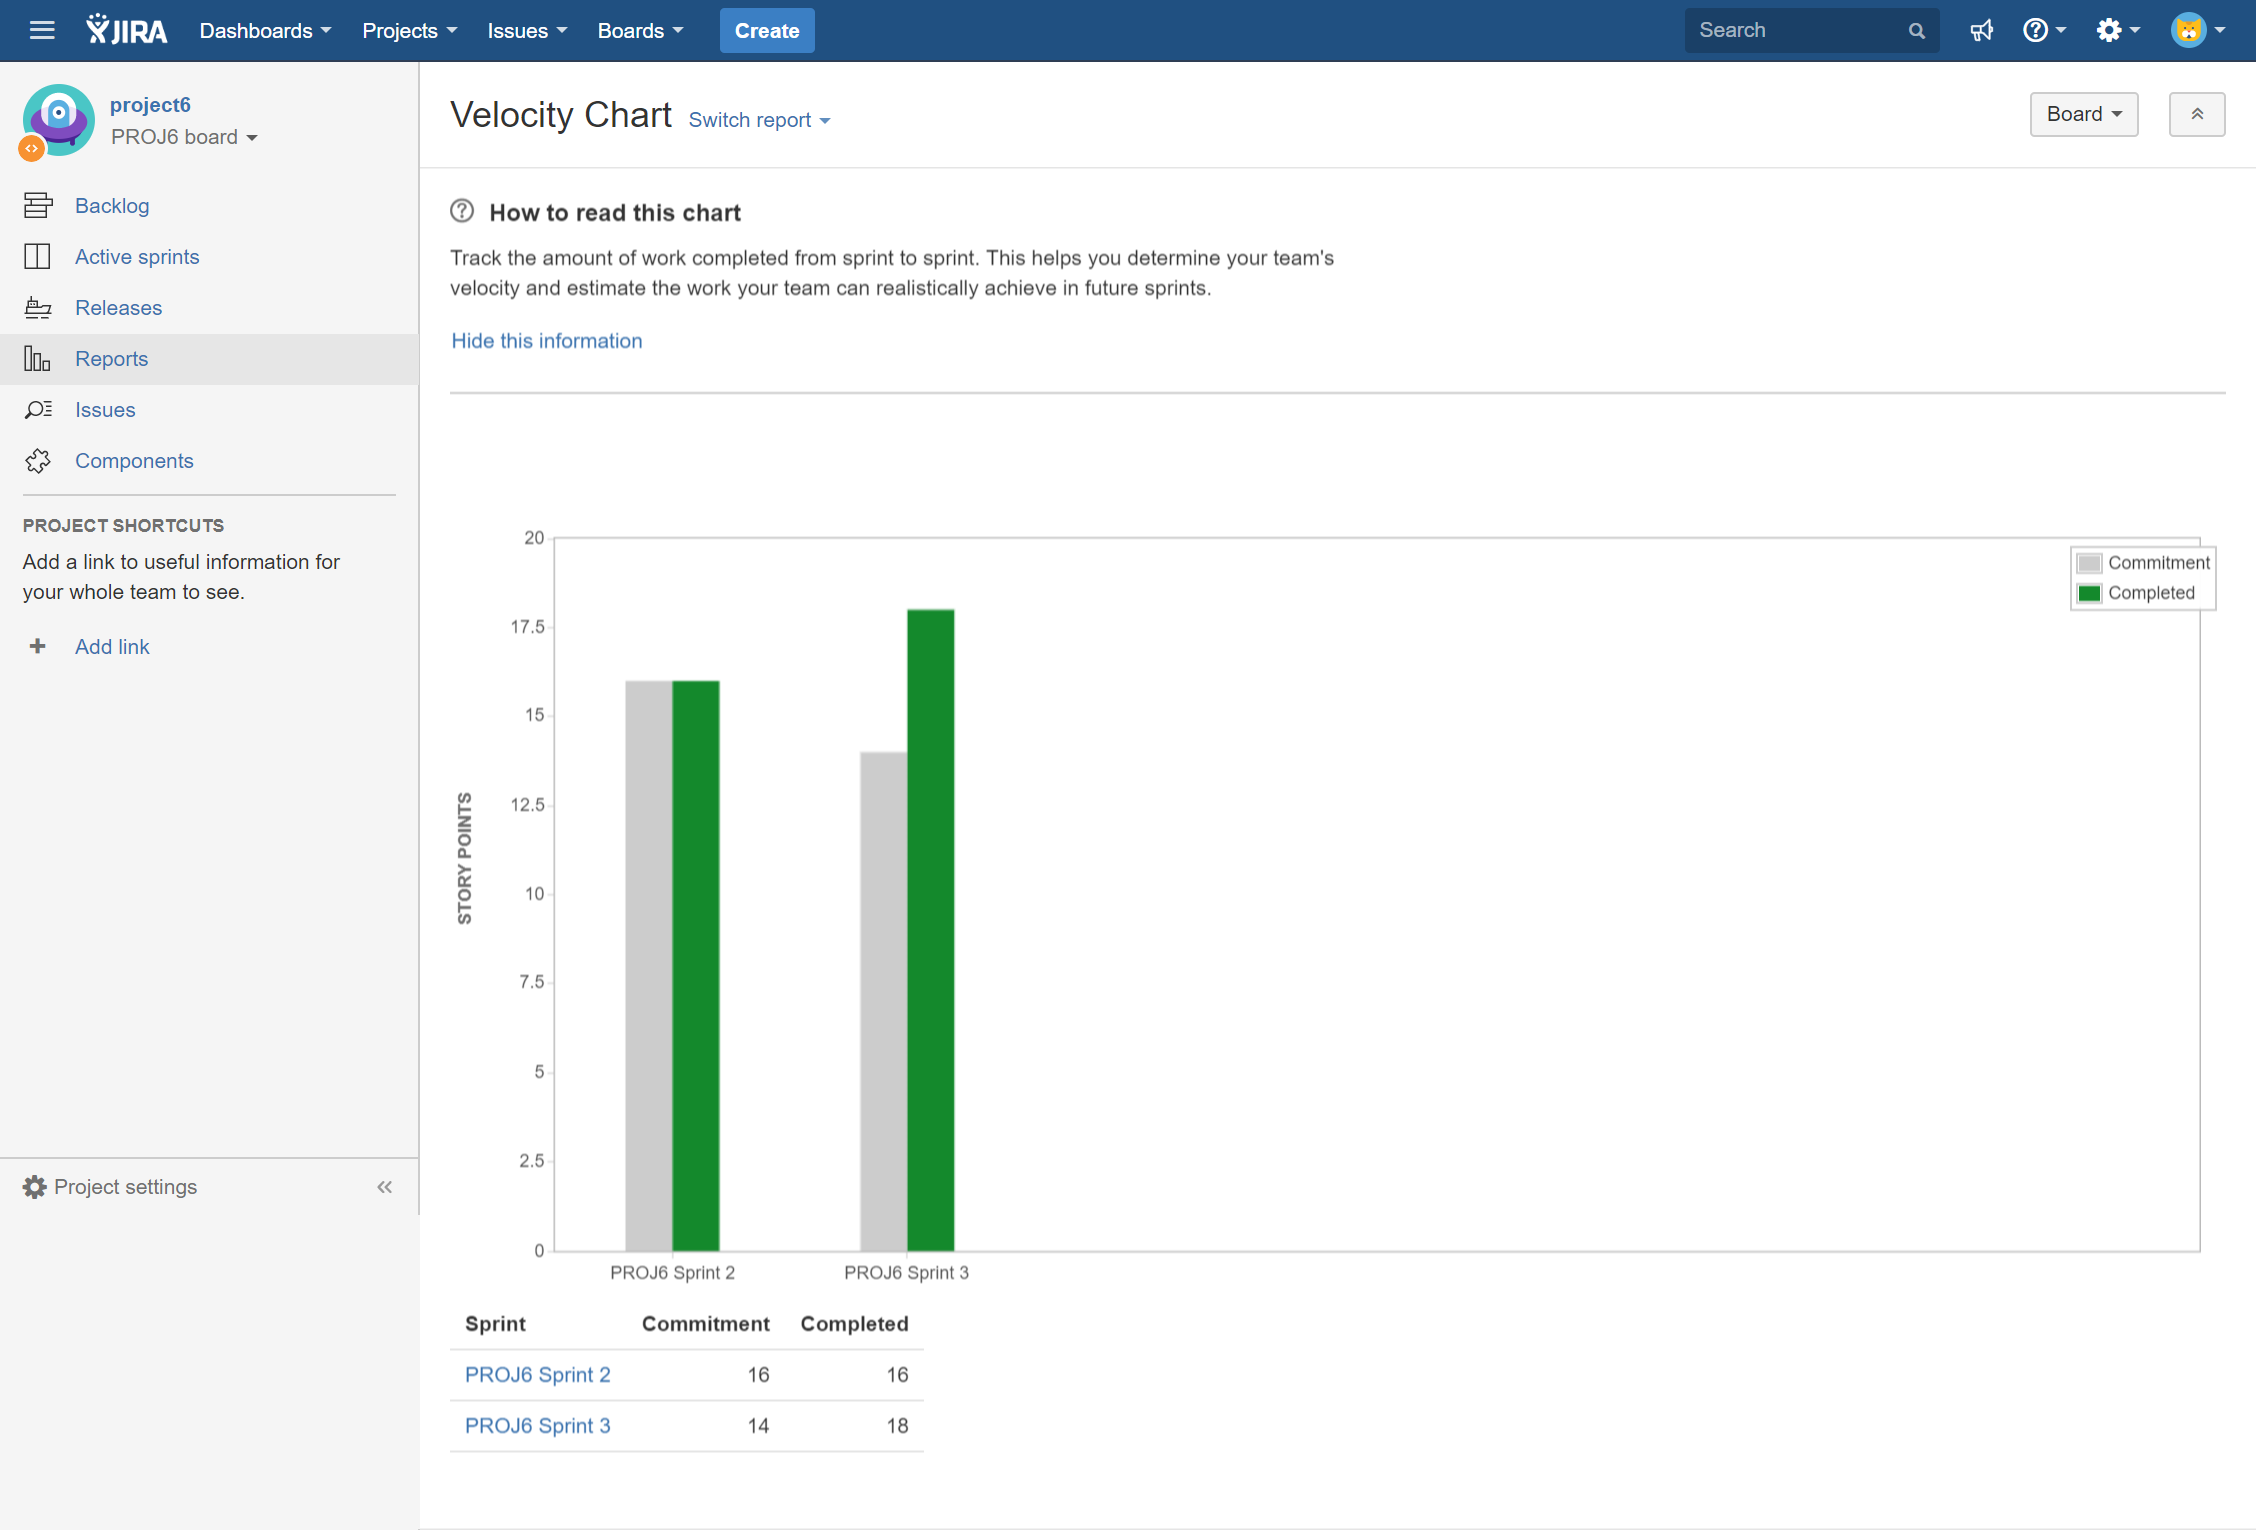 JIRA Dashboards Projects Issues Boards Create Search
project6
PROJ6 board
Backlog
Active sprints
Releases
Reports
Issues
Components
PROJECT SHORTCUTS
Add a link to useful information for
your whole team to see.
Add link
Project settings
Velocity Chart Switch report Board
How to read this chart
Track the amount of work completed from sprint to sprint. This helps you determine your team's
velocity and estimate the work your team can realistically achieve in future sprints.
Hide this information
20
17.5
15
12.5
10
7.5
5
2.5
0
STORY POINTS
Commitment
Completed
PROJ6 Sprint 2 PROJ6 Sprint 3
Sprint Commitment Completed
PROJ6 Sprint 2 16 16
PROJ6 Sprint 3 14 18